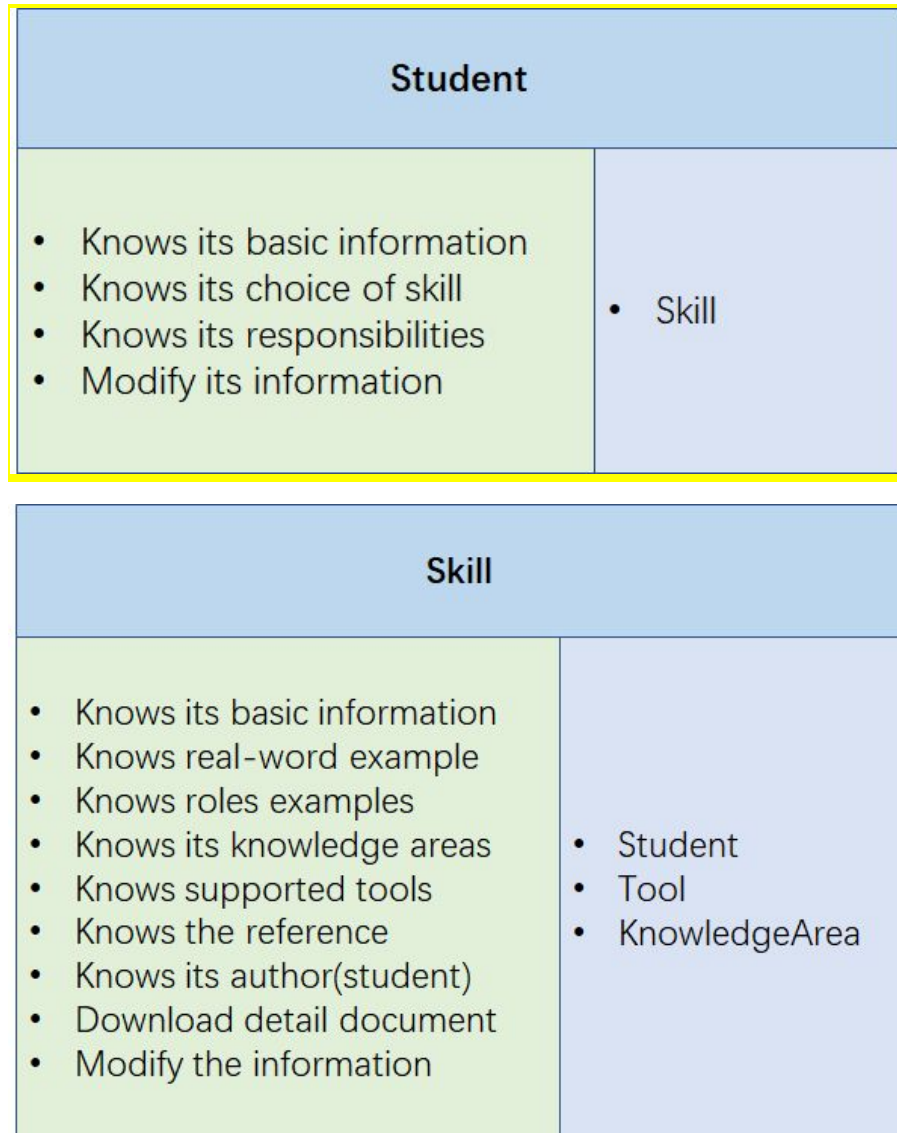 Student
• Knows its basic information
• Knows its choice of skill
• Knows its responsibilities
• Modify its information
• Skill
Skill
• Knows its basic information
• Knows real-word example
• Knows roles examples
• Knows its knowledge areas
• Knows supported tools
• Knows the reference
• Knows its author(student)
• Download detail document
• Modify the information
• Student
• Tool
• KnowledgeArea